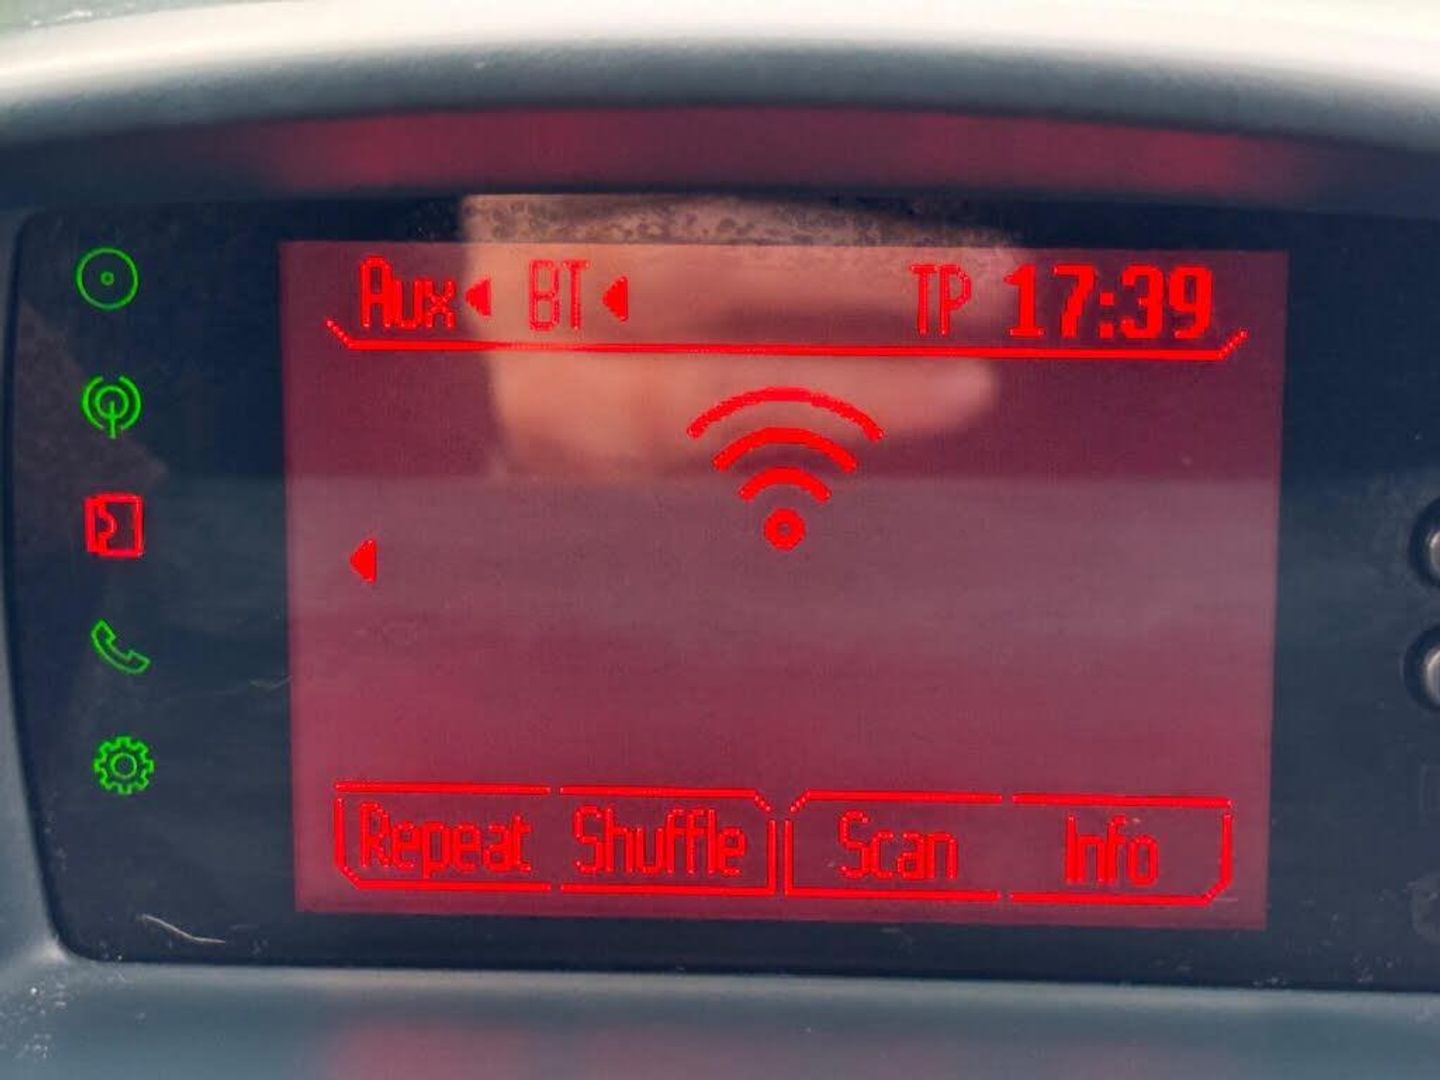 Aux BT TP 17:39
Repeat Shuffle Scan Info